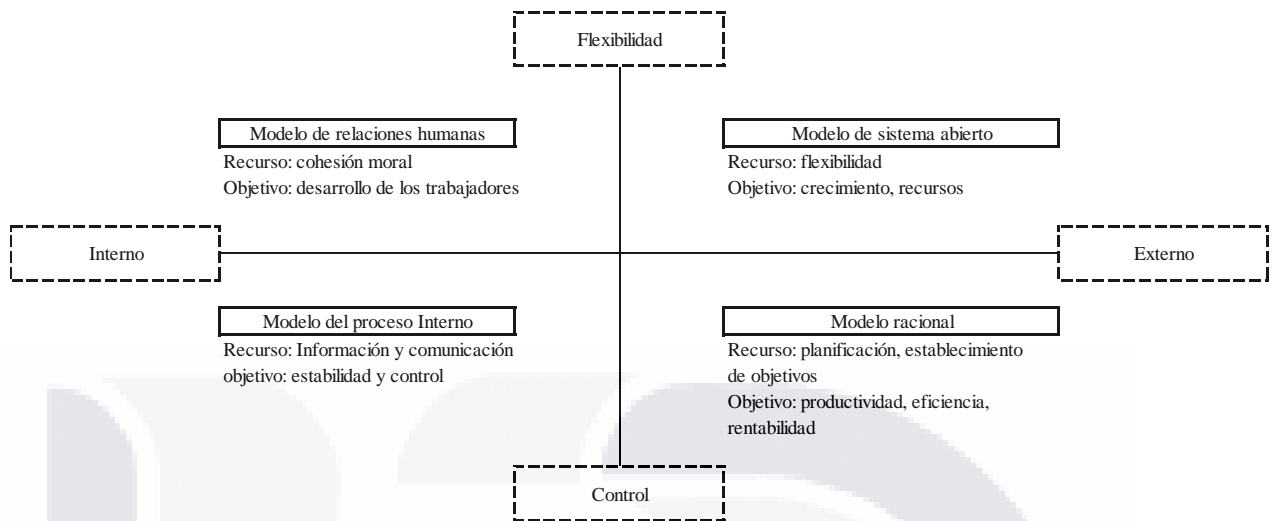 Flexibilidad
Modelo de relaciones humanas
Recurso: cohesión moral
Objetivo: desarrollo de los trabajadores
Modelo de sistema abierto
Recurso: flexibilidad
Objetivo: crecimiento, recursos
Interno
Externo
Modelo del proceso Interno
Recurso: Información y comunicación
objetivo: estabilidad y control
Modelo racional
Recurso: planificación, establecimiento
de objetivos
Objetivo: productividad, eficiencia,
rentabilidad
Control